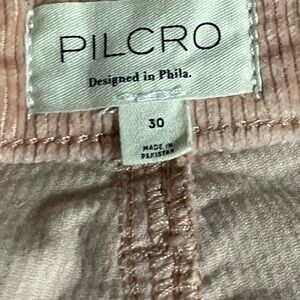 PILCRO
Designed in Phila.
30
MADE IN
PAKISTAN